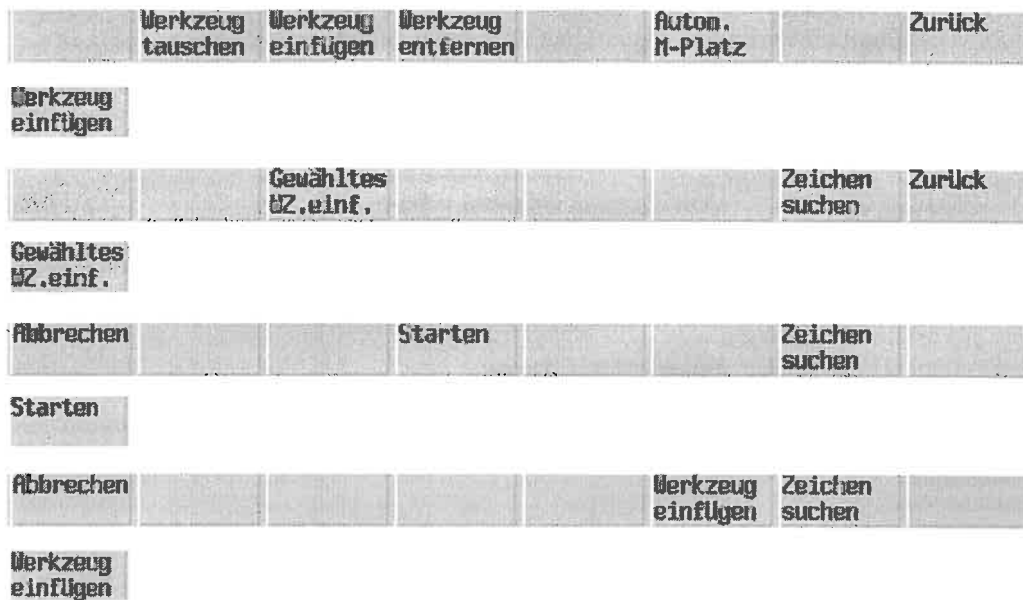 Werkzeug Werkzeug Werkzeug Autom. Zurück
tauschen einfügen entfernen M-Platz
Werkzeug
einfügen
Gewähltes Zeichen Zurück
WZ.einf. suchen
Gewähltes
WZ.einf.
Abbrechen Starten Zeichen
suchen
Starten
Abbrechen Werkzeug Zeichen
einfügen suchen
Werkzeug
einfügen